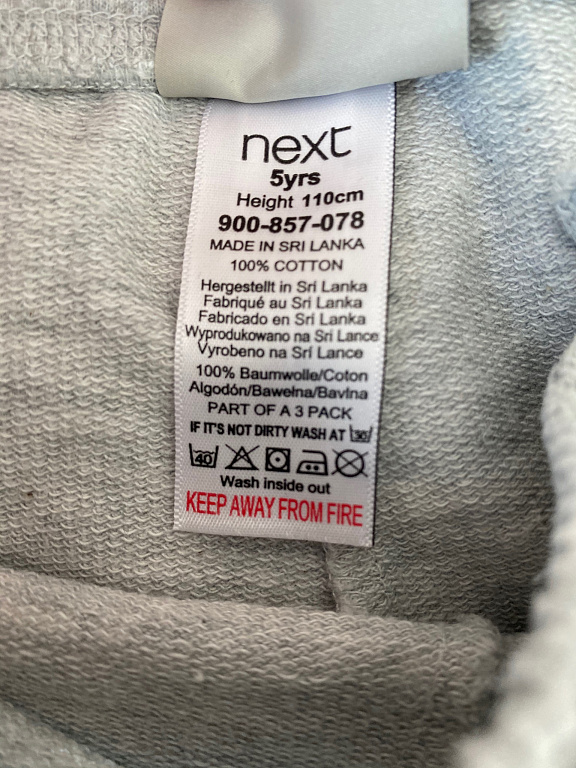 next
5yrs
Height 110cm
900-857-078
MADE IN SRI LANKA
100% COTTON
Hergestellt in Sri Lanka
Fabriqué au Sri Lanka
Fabricado en Sri Lanka
Wyprodukowano na Sri Lance
Vyrobeno na Srí Lance
100% Baumwolle/Coton
Algodón/Bawełna/Bavlna
PART OF A 3 PACK
IF IT'S NOT DIRTY WASH AT 30
40
Wash inside out
KEEP AWAY FROM FIRE